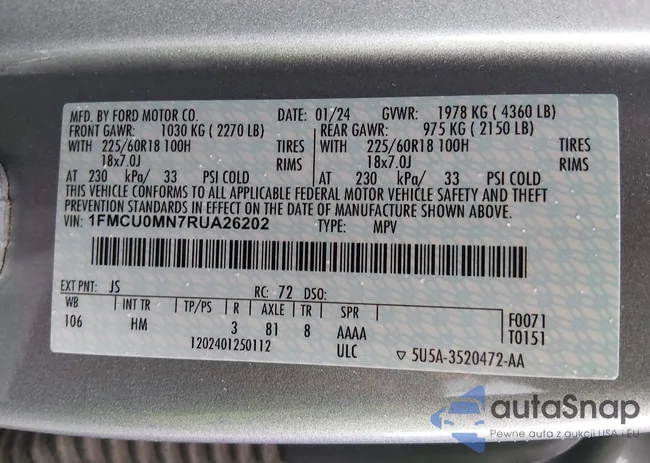 MFD. BY FORD MOTOR CO. DATE: 01/24 GVWR: 1978 KG ( 4360 LB)
FRONT GAWR: 1030 KG ( 2270 LB) REAR GAWR: 975 KG ( 2150 LB)
WITH 225/60R18 100H TIRES WITH 225/60R18 100H TIRES
18x7.0J RIMS 18x7.0J RIMS
AT 230 kPa/ 33 PSI COLD AT 230 kPa/ 33 PSI COLD
THIS VEHICLE CONFORMS TO ALL APPLICABLE FEDERAL MOTOR VEHICLE SAFETY AND THEFT
PREVENTION STANDARDS IN EFFECT ON THE DATE OF MANUFACTURE SHOWN ABOVE.
VIN: 1FMCU0MN7RUA26202 TYPE: MPV
EXT PNT: JS RC: 72 DSO:
WB INT TR TP/PS R AXLE TR SPR
106 HM 3 81 8 AAAA
F0071
T0151
1202401250112 ULC ▽ 5U5A-3520472-AA
autaSnap
Pewne auta z aukcji USA i EU